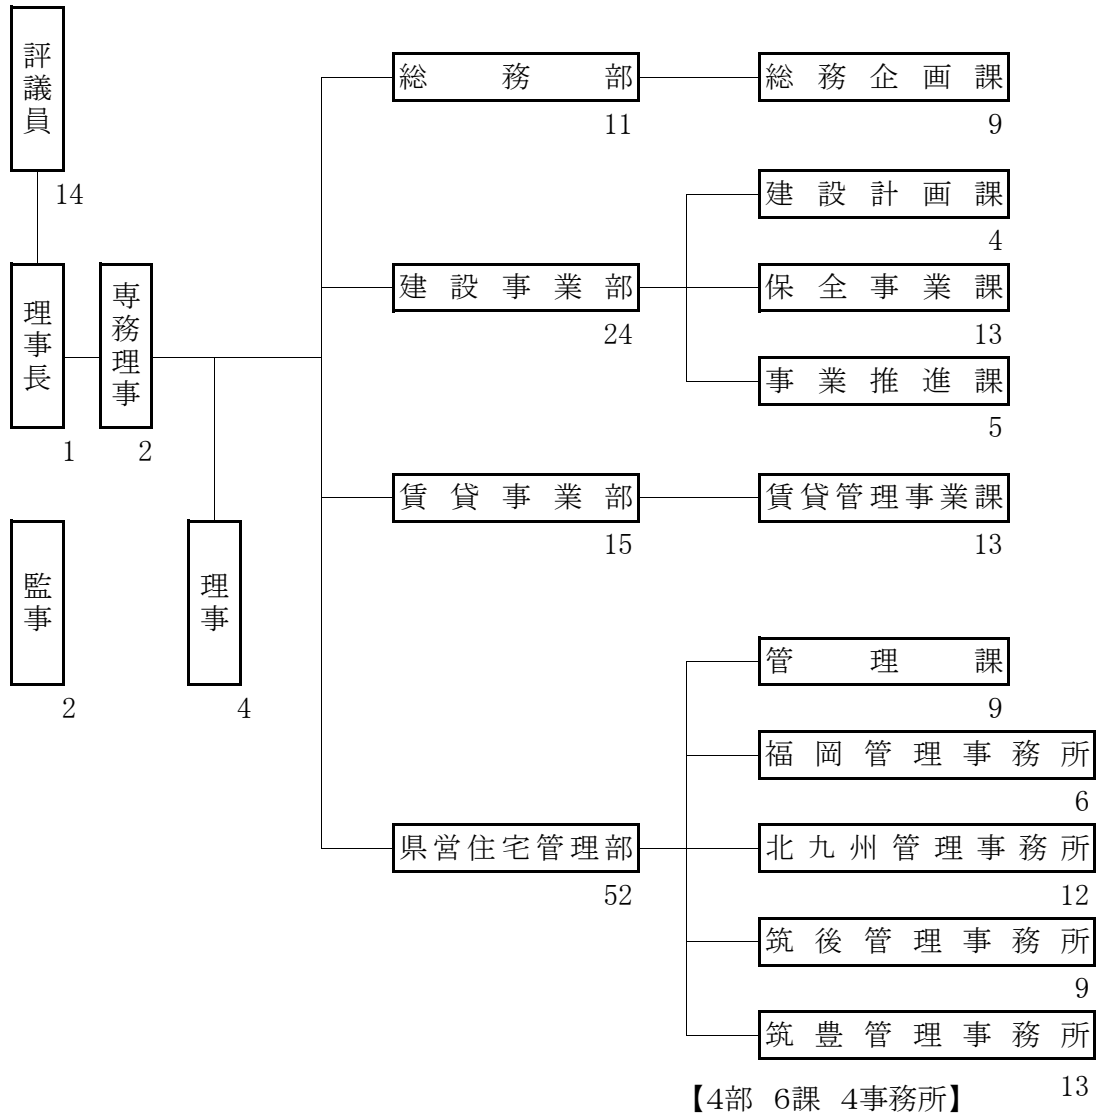 評議員
14
理事長
1
専務理事
2
監事
2
理事
4
総務部
11
総務企画課
9
建設事業部
24
建設計画課
4
保全事業課
13
事業推進課
5
賃貸事業部
15
賃貸管理事業課
13
県営住宅管理部
52
管理課
9
福岡管理事務所
6
北九州管理事務所
12
筑後管理事務所
9
筑豊管理事務所
13
【4部 6課 4事務所】